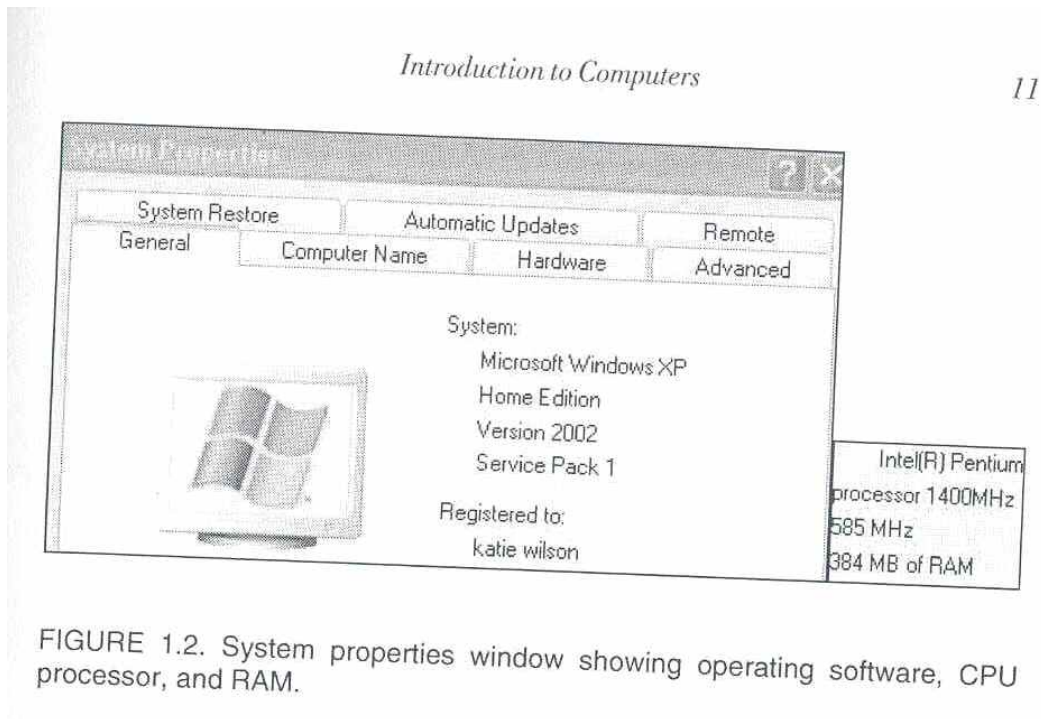 Introduction to Computers
11
System Properties
System Restore
Automatic Updates
Remote
General
Computer Name
Hardware
Advanced
System:
Microsoft Windows XP
Home Edition
Version 2002
Service Pack 1
Registered to:
katie wilson
Intel(R) Pentium
processor 1400MHz
585 MHz
384 MB of RAM
FIGURE 1.2. System properties window showing operating software, CPU
processor, and RAM.